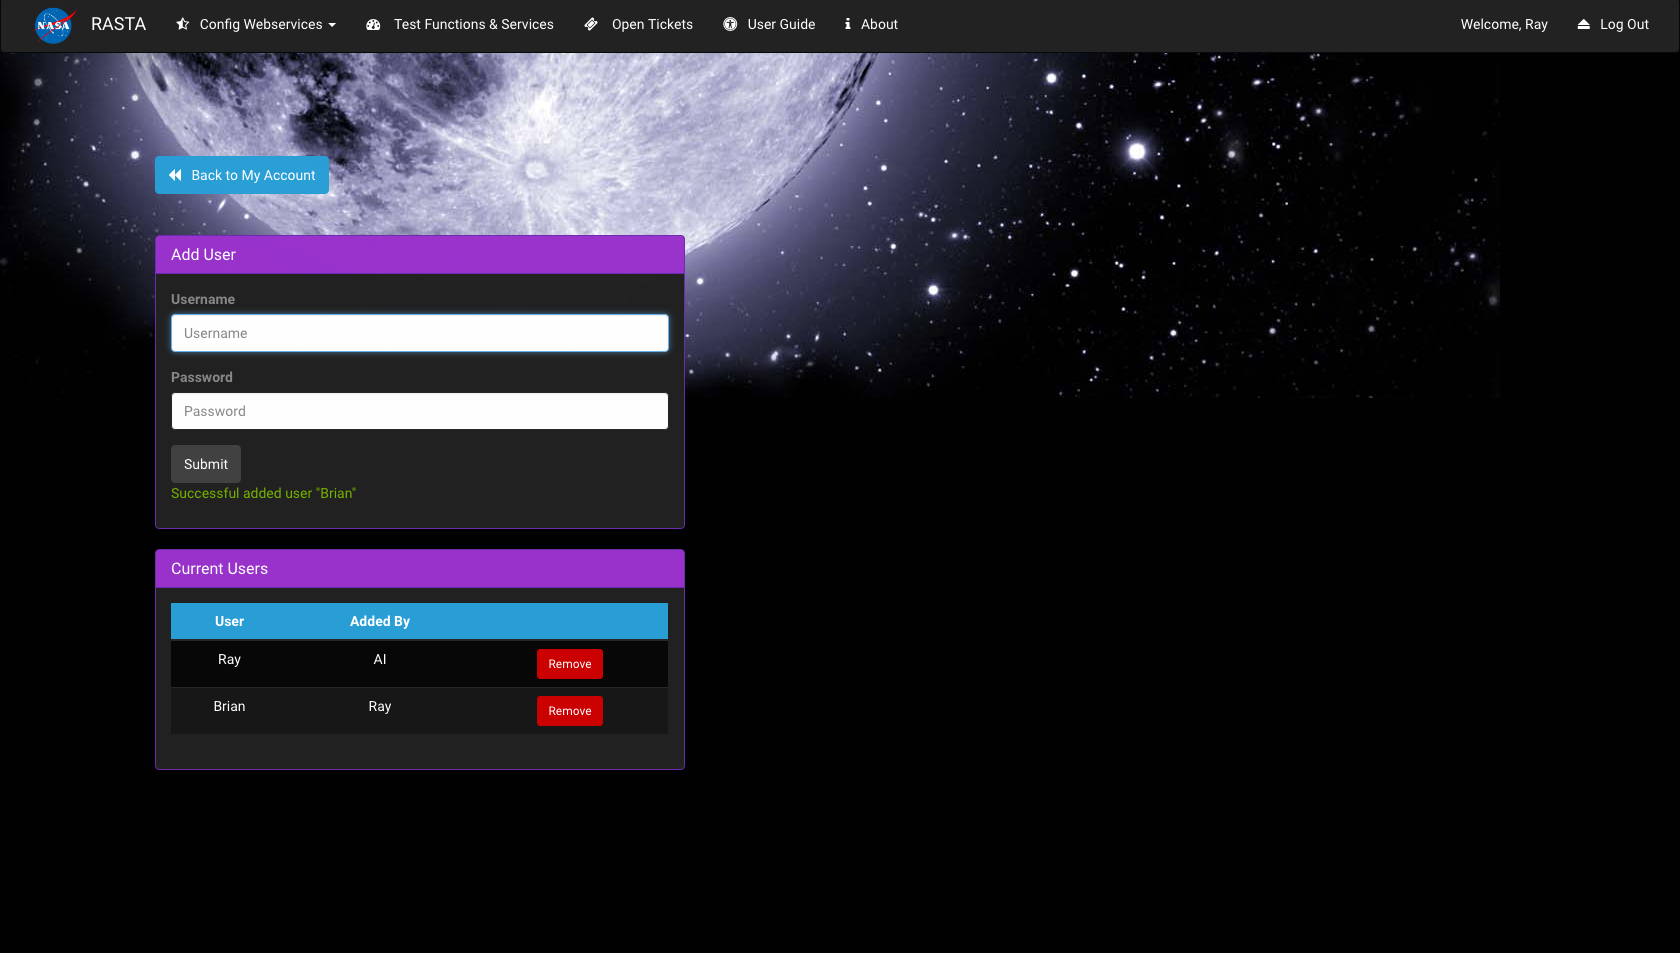 NASA RASTA Config Webservices Test Functions & Services Open Tickets User Guide About Welcome, Ray Log Out
Back to My Account
Add User
Username
Username
Password
Password
Submit
Successful added user "Brian"
Current Users
User Added By
Ray Al Remove
Brian Ray Remove